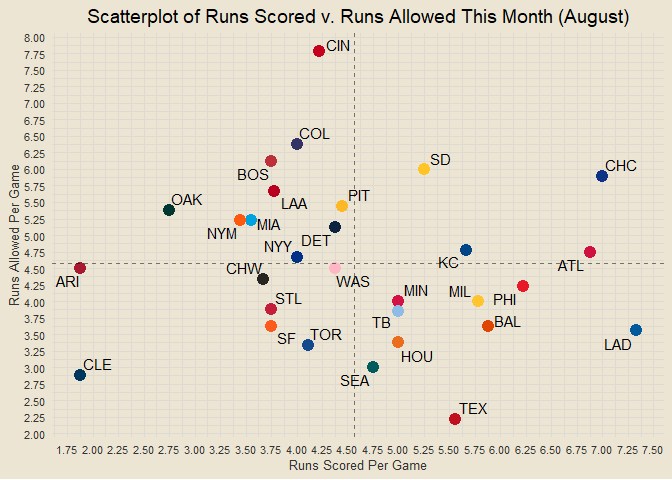 Scatterplot of Runs Scored v. Runs Allowed This Month (August)
8.00
7.75
7.50
7.25
7.00
6.75
6.50
6.25
6.00
5.75
5.50
5.25
5.00
4.75
4.50
4.25
4.00
3.75
3.50
3.25
3.00
2.75
2.50
2.25
2.00
Runs Allowed Per Game
CIN
COL
BOS
SD
CHC
LAA
PIT
OAK
NYM
MIA
DET
NYY
KC
ATL
ARI
CHW
WAS
MIN
MIL
PHI
STL
TB
BAL
SF
TOR
HOU
LAD
CLE
SEA
TEX
1.75 2.00 2.25 2.50 2.75 3.00 3.25 3.50 3.75 4.00 4.25 4.50 4.75 5.00 5.25 5.50 5.75 6.00 6.25 6.50 6.75 7.00 7.25 7.50
Runs Scored Per Game